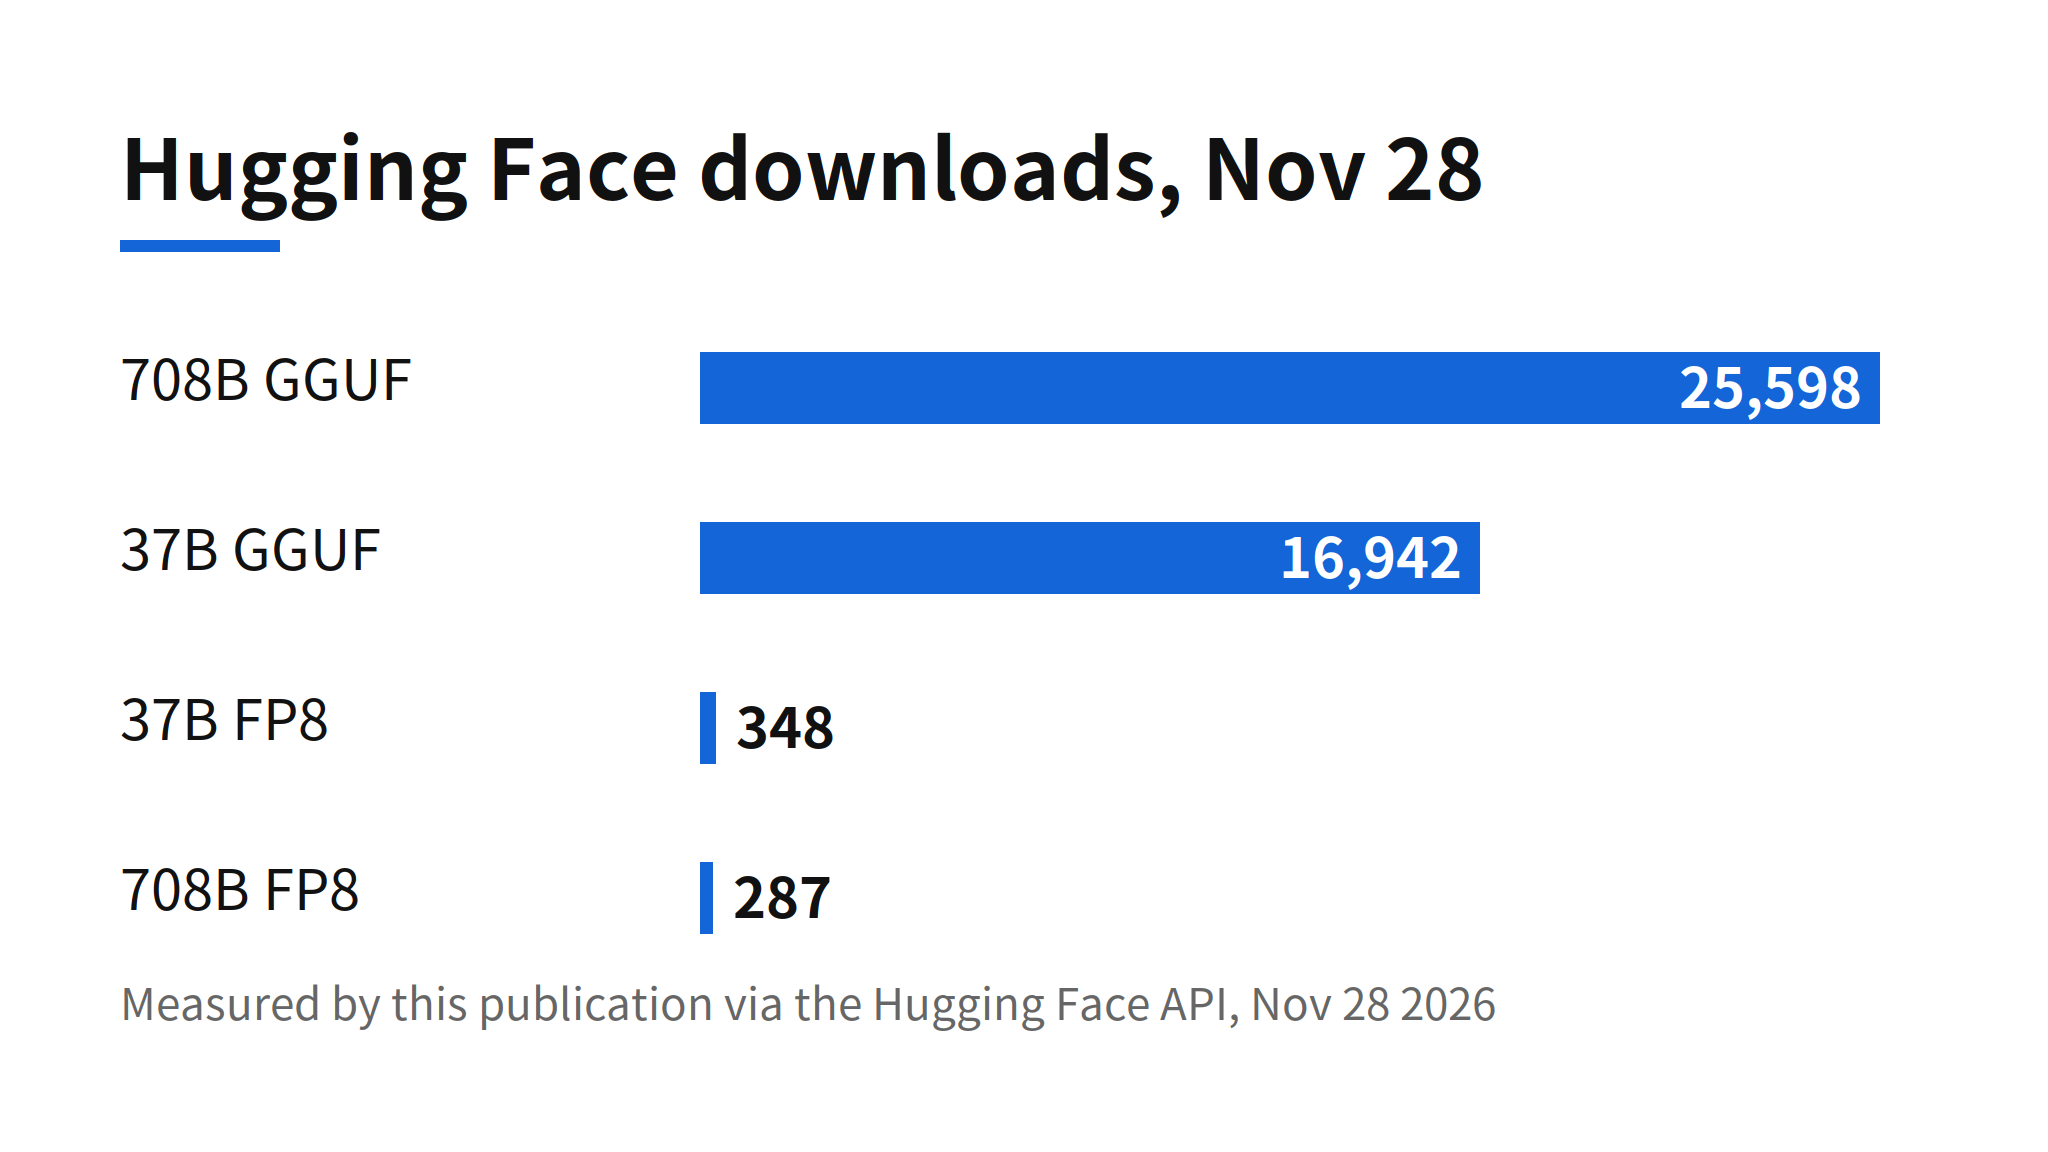 Hugging Face downloads, Nov 28
708B GGUF 25,598
37B GGUF 16,942
37B FP8 348
708B FP8 287
Measured by this publication via the Hugging Face API, Nov 28 2026